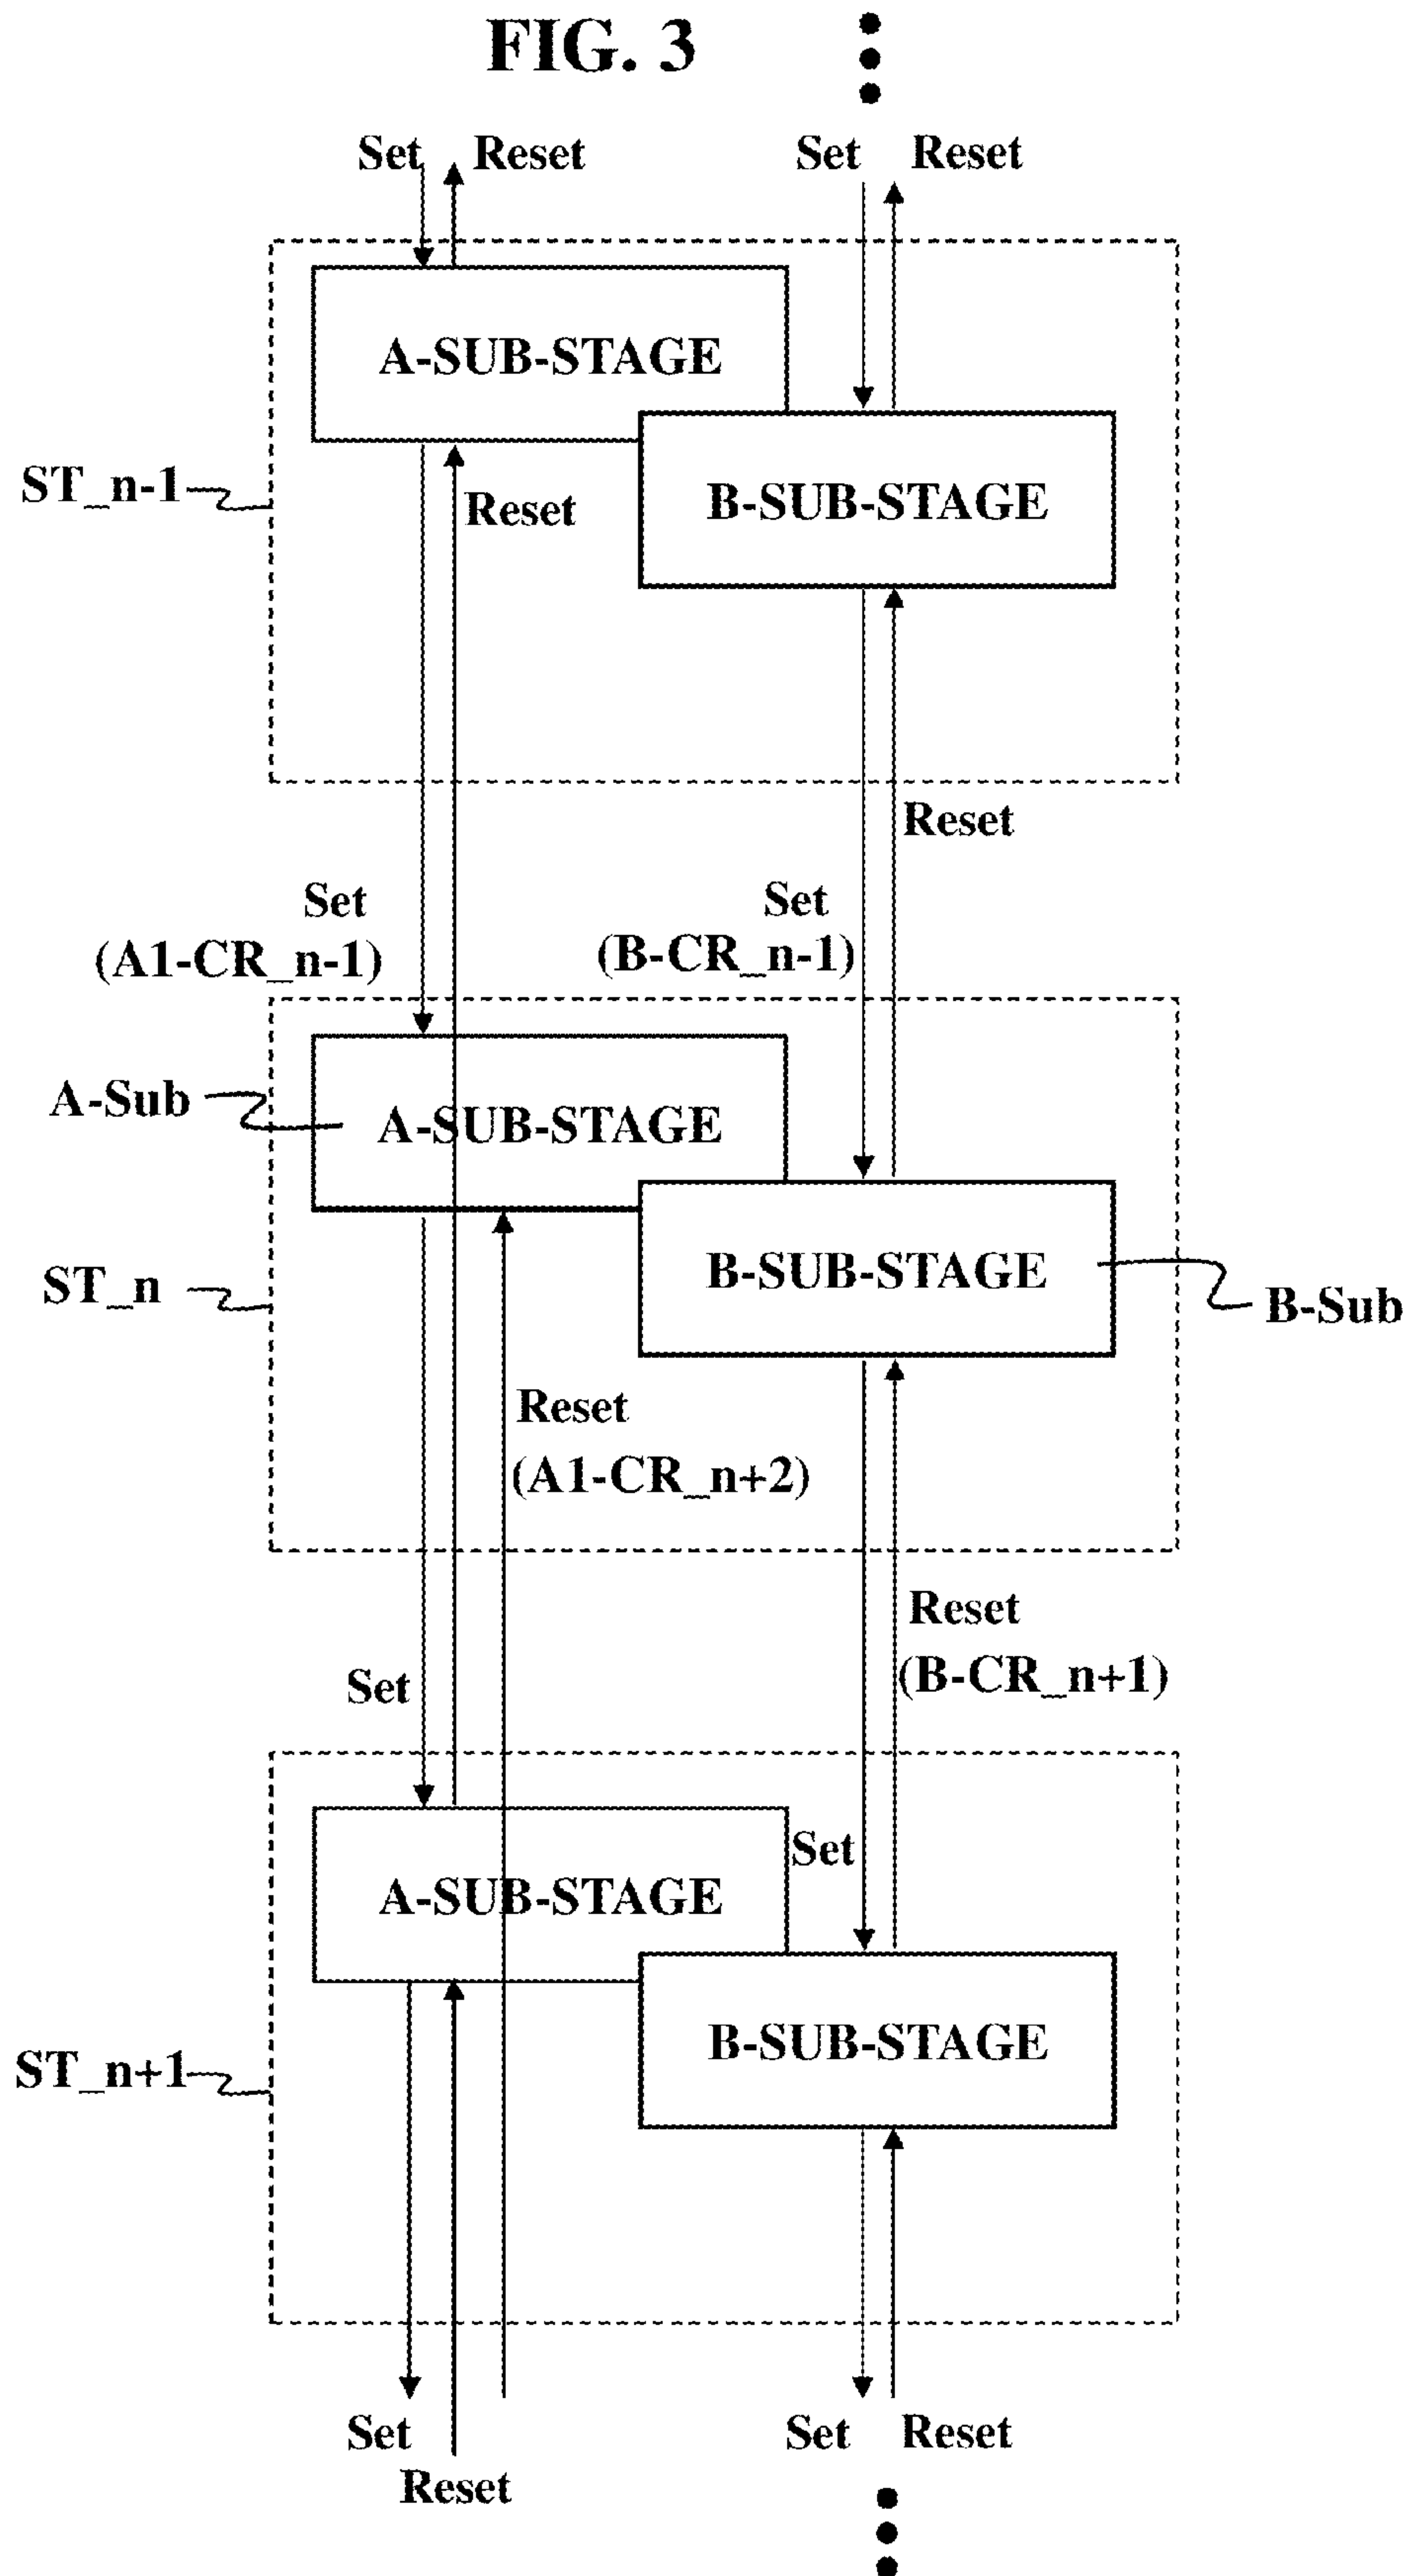 FIG. 3
Set Reset Set Reset
A-SUB-STAGE
ST_n-1
B-SUB-STAGE
Reset
Reset
Set
(A1-CR_n-1)
Set
(B-CR_n-1)
A-Sub
A-SUB-STAGE
ST_n
B-SUB-STAGE
B-Sub
Reset
(A1-CR_n+2)
Reset
(B-CR_n+1)
Set
Set
A-SUB-STAGE
B-SUB-STAGE
ST_n+1
Set
Reset
Set Reset